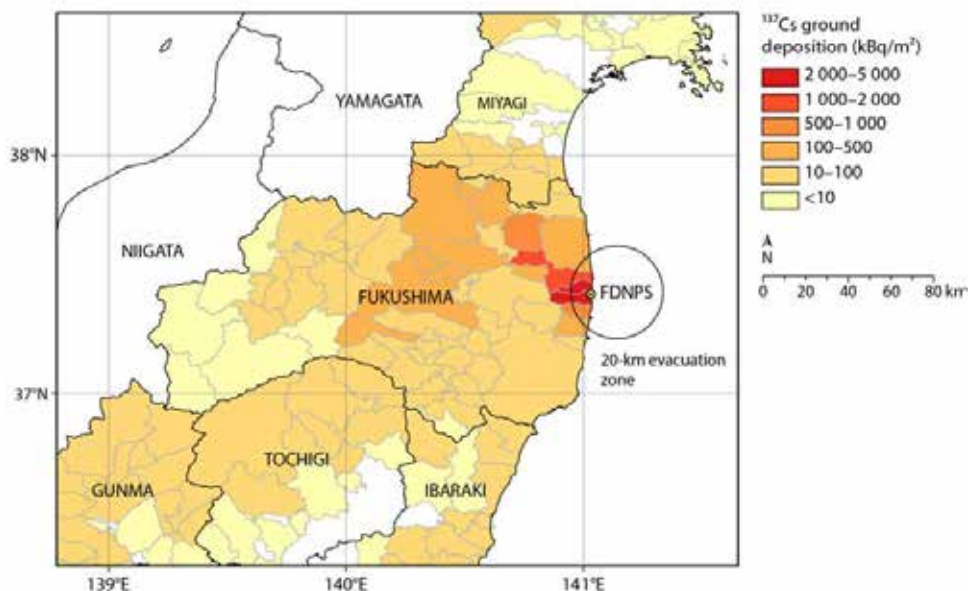 ¹³⁷Cs ground
deposition (kBq/m²)
2 000–5 000
1 000–2 000
500–1 000
100–500
10–100
<10
YAMAGATA
MIYAGI
38°N
NIIGATA
FUKUSHIMA
FDNPS
20-km evacuation
zone
A
N
0 20 40 60 80 km
37°N
TOCHIGI
GUNMA
IBARAKI
139°E 140°E 141°E